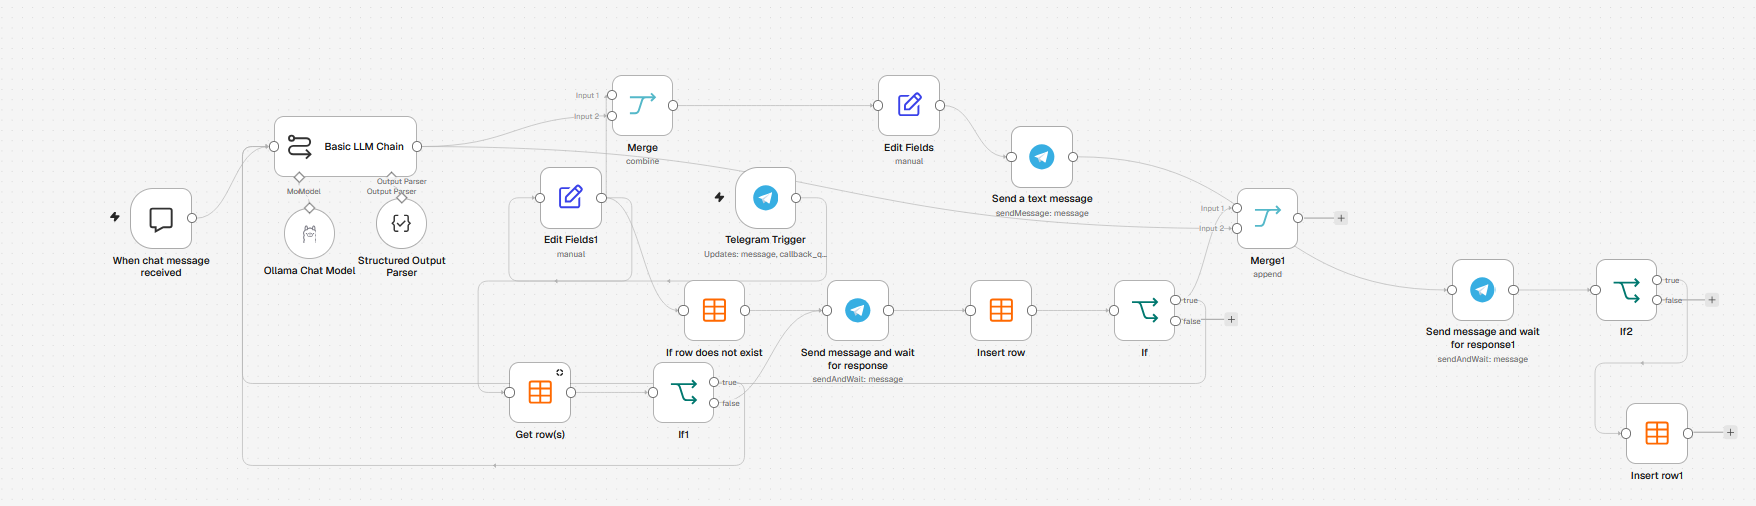 Input 1
Input 2
Merge
combine
Edit Fields
manual
Basic LLM Chain
Model
Output Parser
Output Parser
When chat message
received
Ollama Chat Model
Structured Output
Parser
Edit Fields1
manual
Telegram Trigger
Updates: message, callback_q...
Send a text message
sendMessage: message
Input 1
Input 2
Merge1
append
If row does not exist
Send message and wait
for response
sendAndWait: message
Insert row
true
false
If
Get row(s)
true
false
If1
Send message and wait
for response1
sendAndWait: message
true
false
If2
Insert row1